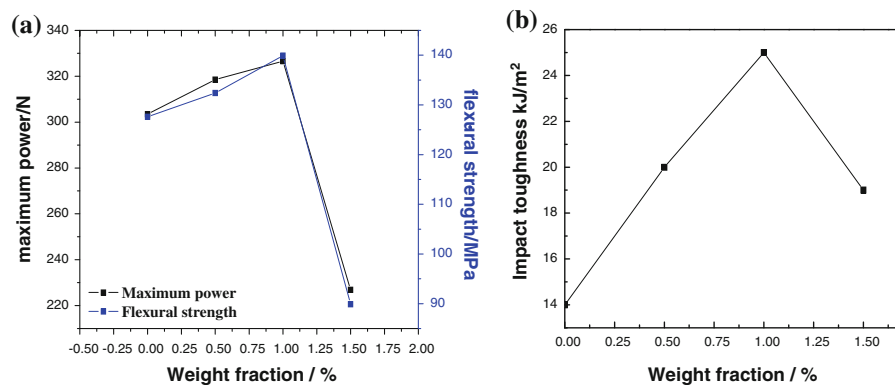 (a)
maximum power/N
340
320
300
280
260
240
220
flexural strength/MPa
140
130
120
110
100
90
Maximum power
Flexural strength
-0.50 -0.25 0.00 0.25 0.50 0.75 1.00 1.25 1.50 1.75 2.00
Weight fraction / %
(b)
Impact toughness kJ/m²
26
24
22
20
18
16
14
0.00 0.25 0.50 0.75 1.00 1.25 1.50
Weight fraction / %